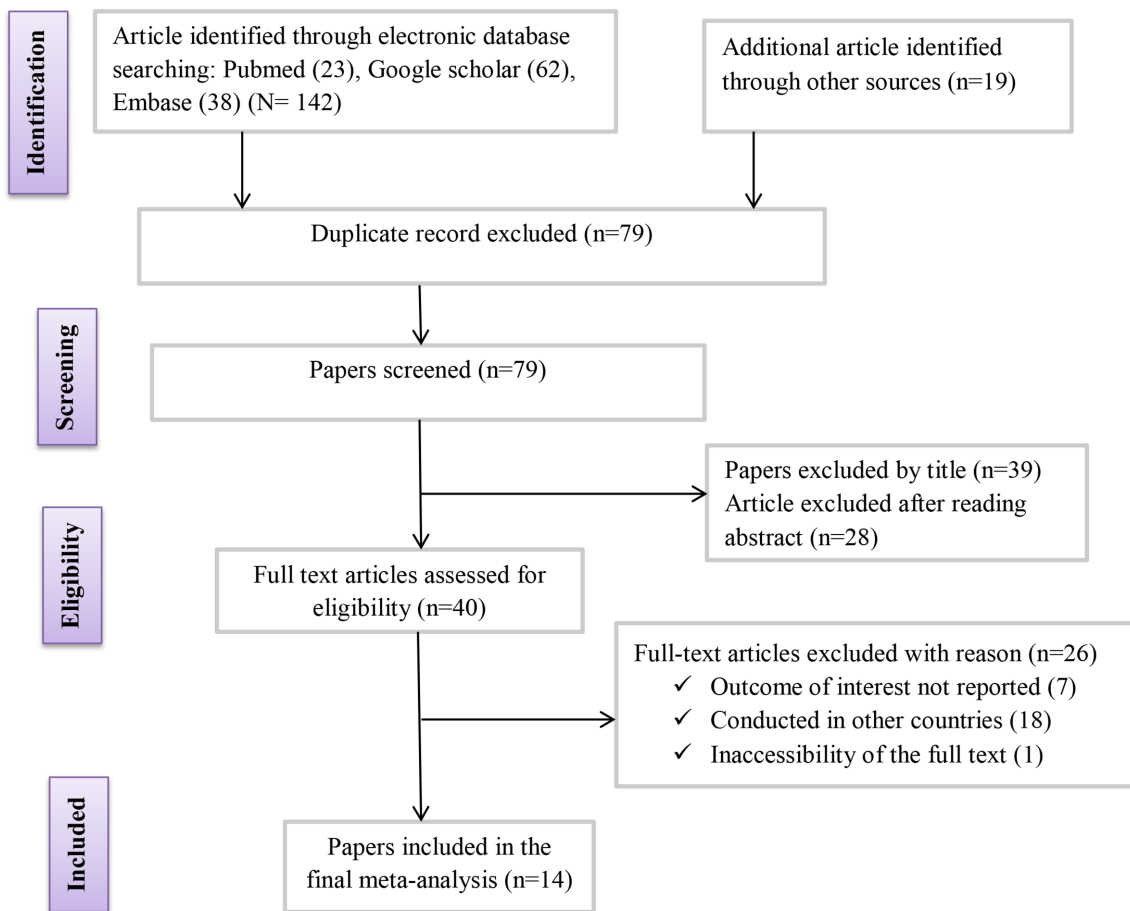 Identification
Article identified through electronic database
searching: Pubmed (23), Google scholar (62),
Embase (38) (N= 142)
Additional article identified
through other sources (n=19)
Duplicate record excluded (n=79)
Screening
Papers screened (n=79)
Papers excluded by title (n=39)
Article excluded after reading
abstract (n=28)
Eligibility
Full text articles assessed for
eligibility (n=40)
Full-text articles excluded with reason (n=26)
✓ Outcome of interest not reported (7)
✓ Conducted in other countries (18)
✓ Inaccessibility of the full text (1)
Included
Papers included in the
final meta-analysis (n=14)